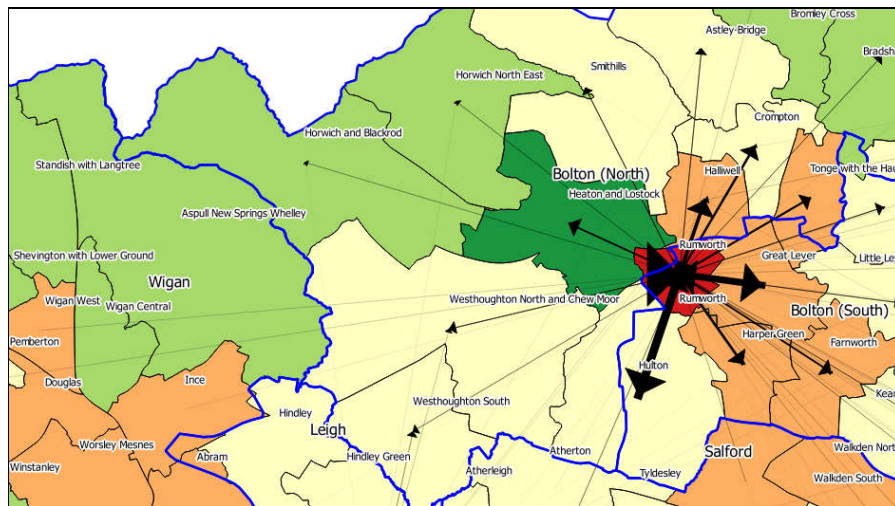 Bromley Cross
Astley-Bridge
Bradsh
Smithills
Horwich North East
Crompton
Horwich and Blackrod
Standish with Langtree
Bolton (North)
Halliwell
Tonge with the Hau
Heaton and Lostock
Aspull New Springs Whelley
Rumworth
Shevington with Lower Ground
Great Lever
Little Le
Wigan
Wigan West
Wigan Central
Westhoughton North and Chew Moor
Rumworth
Bolton (South)
Pemberton
Harper Green
Farnworth
Hulton
Douglas
Ince
Kear
Hindley
Westhoughton South
Leigh
Worsley Mesnes
Abram
Hindley Green
Atherton
Salford
Walkden Nort
Winstanley
Atherleigh
Tyldesley
Walkden South